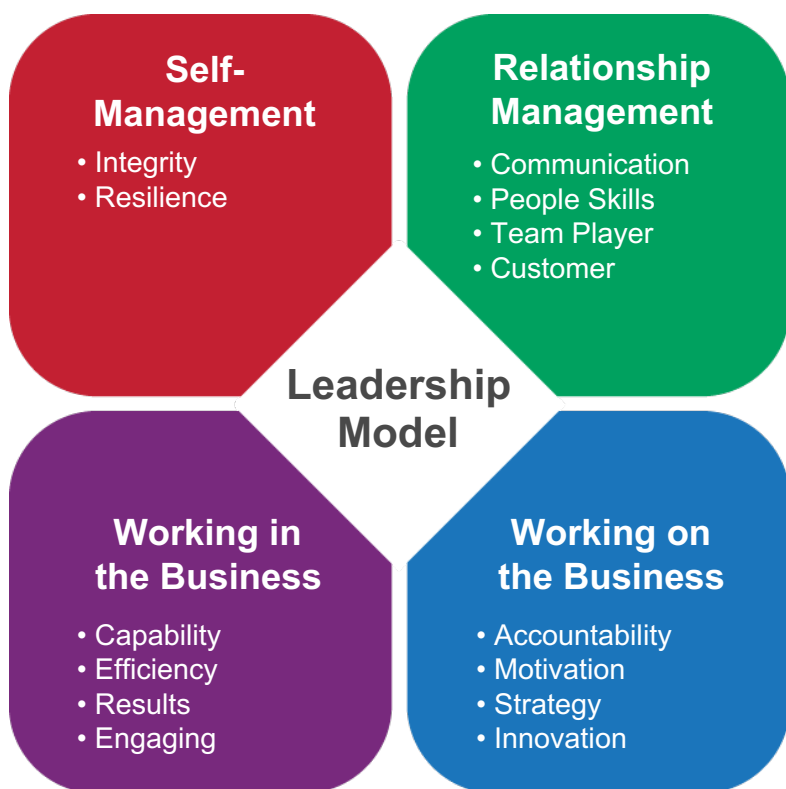 Self-
Management
• Integrity
• Resilience
Relationship
Management
• Communication
• People Skills
• Team Player
• Customer
Leadership
Model
Working in
the Business
• Capability
• Efficiency
• Results
• Engaging
Working on
the Business
• Accountability
• Motivation
• Strategy
• Innovation